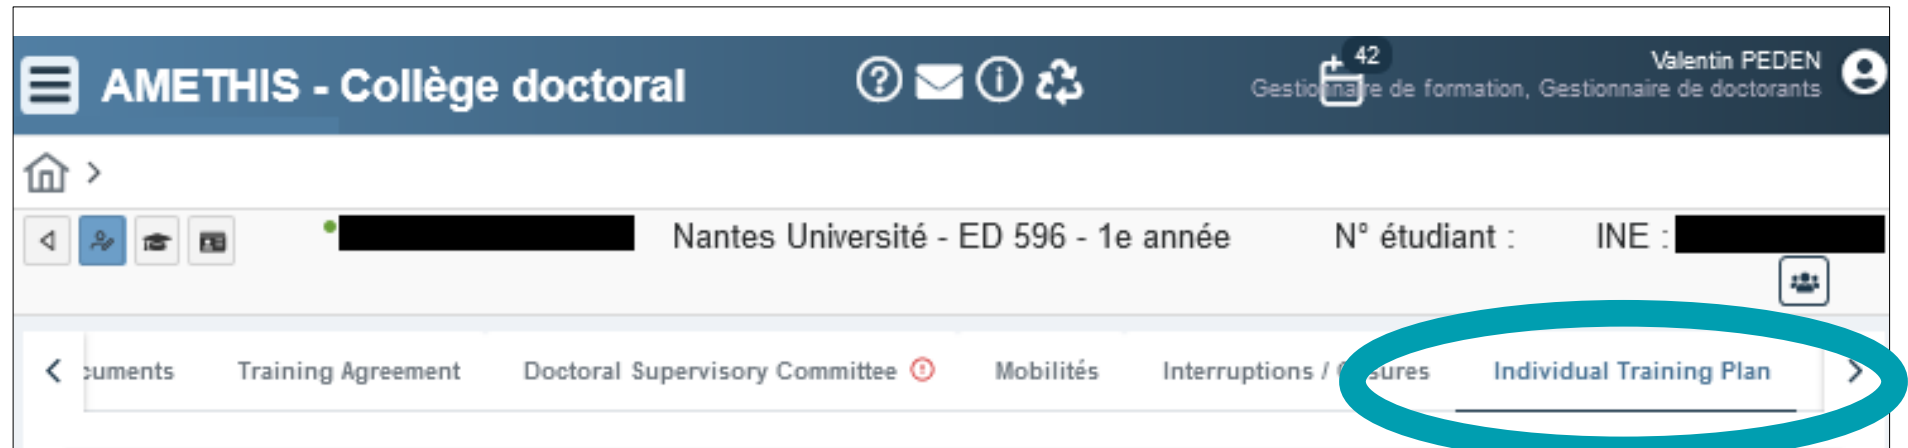 AMETHIS - Collège doctoral
42
Valentin PEDEN
Gestionnaire de formation, Gestionnaire de doctorants
Nantes Université - ED 596 - 1e année N° étudiant : INE :
Training Agreement Doctoral Supervisory Committee Mobilités Interruptions / Individual Training Plan